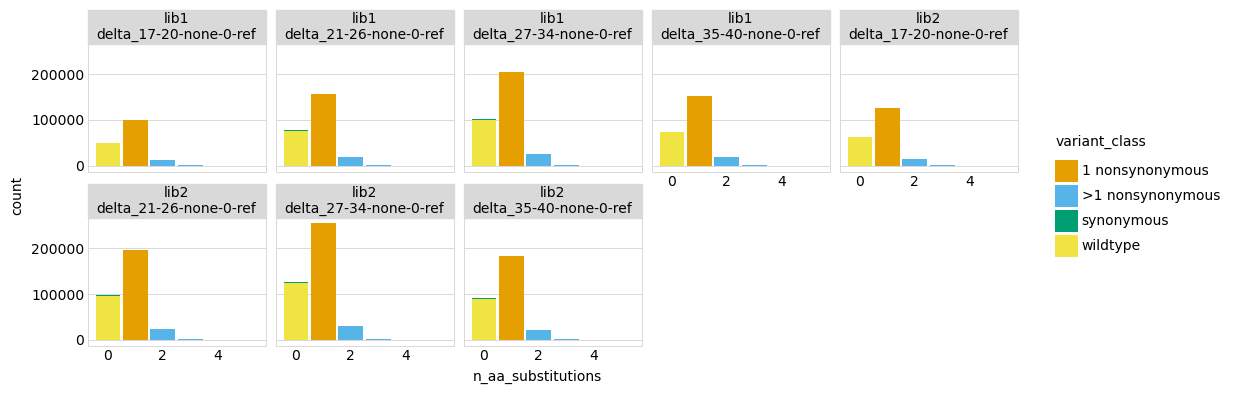 lib1
delta_17-20-none-0-ref
lib1
delta_21-26-none-0-ref
lib1
delta_27-34-none-0-ref
lib1
delta_35-40-none-0-ref
lib2
delta_17-20-none-0-ref
200000
100000
0
0 2 4
0 2 4
lib2
delta_21-26-none-0-ref
lib2
delta_27-34-none-0-ref
lib2
delta_35-40-none-0-ref
200000
100000
0
0 2 4
0 2 4
0 2 4
n_aa_substitutions
count
variant_class
1 nonsynonymous
>1 nonsynonymous
synonymous
wildtype